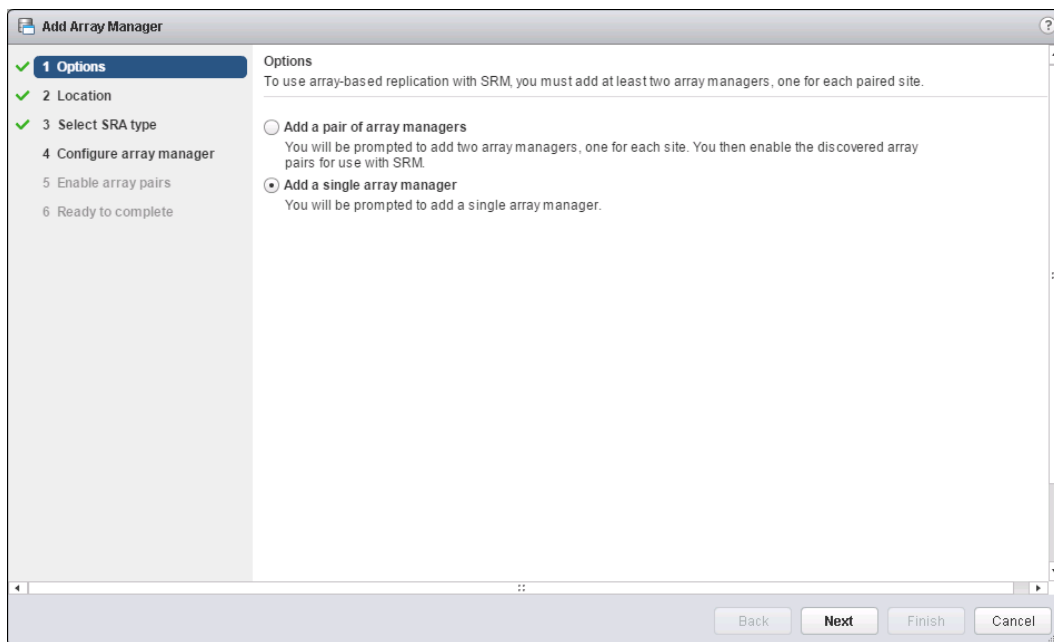 Add Array Manager
?
1 Options
2 Location
3 Select SRA type
4 Configure array manager
5 Enable array pairs
6 Ready to complete
Options
To use array-based replication with SRM, you must add at least two array managers, one for each paired site.
Add a pair of array managers
You will be prompted to add two array managers, one for each site. You then enable the discovered array
pairs for use with SRM.
Add a single array manager
You will be prompted to add a single array manager.
Back Next Finish Cancel